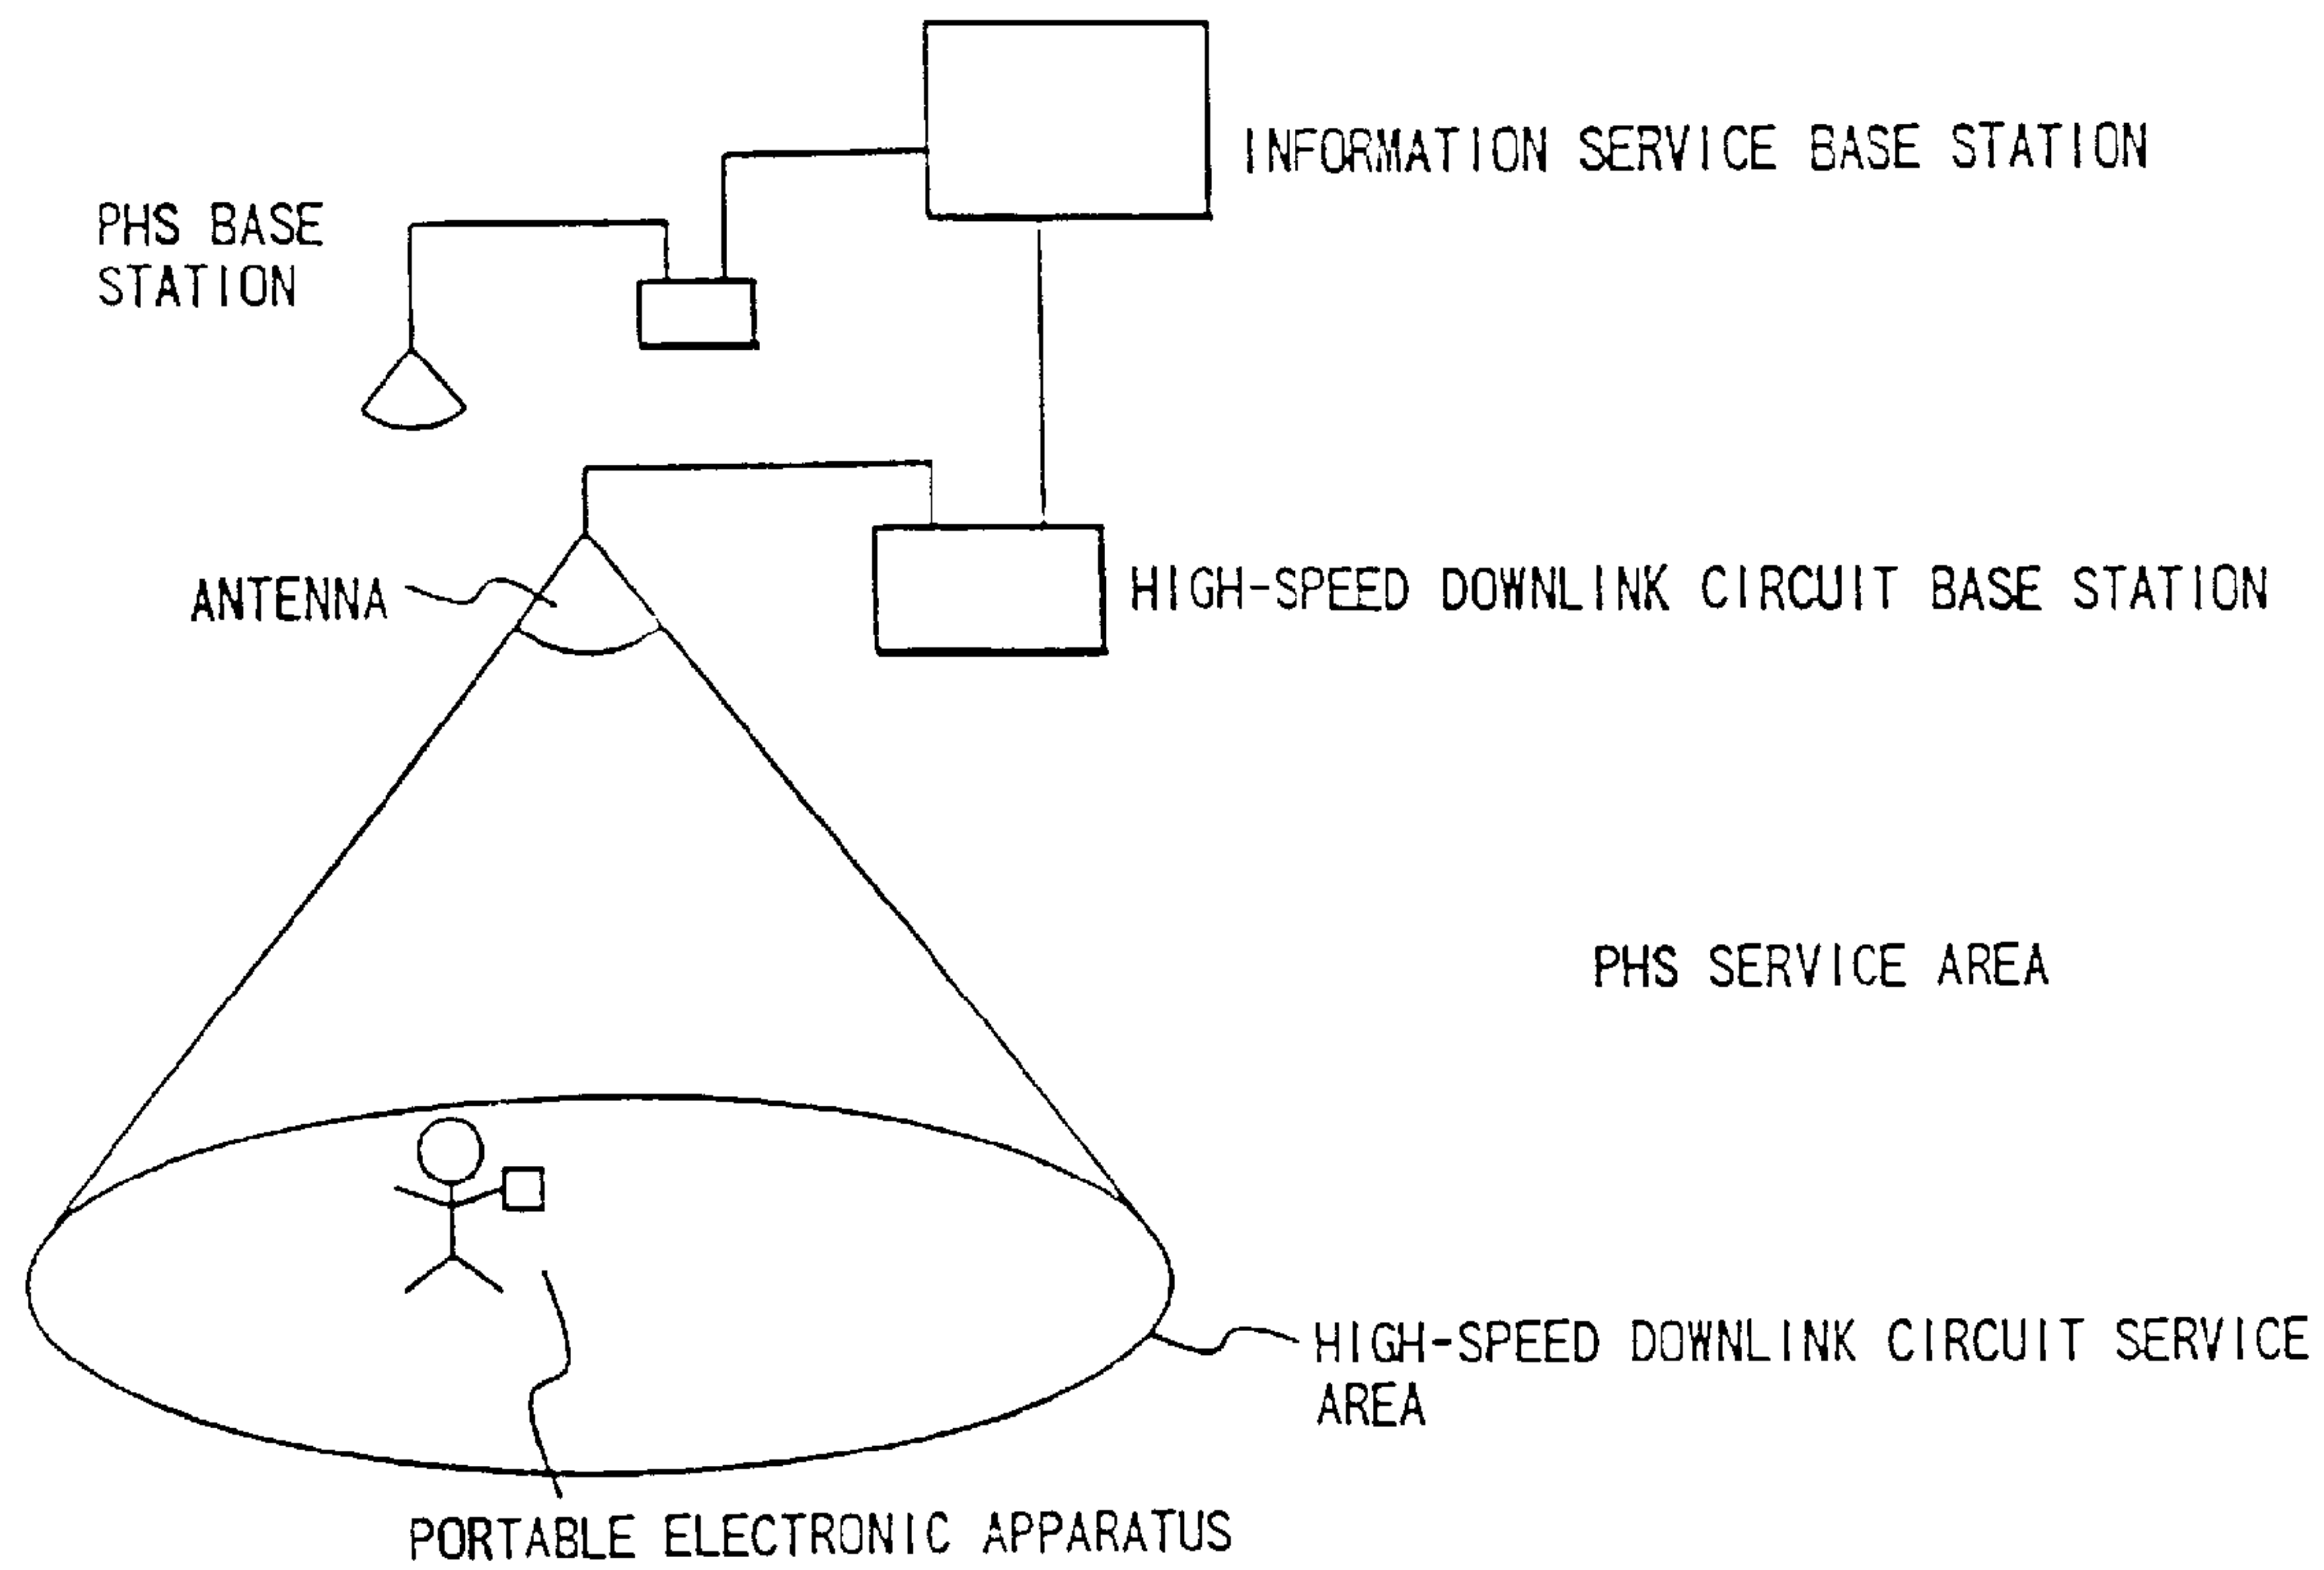 INFORMATION SERVICE BASE STATION
PHS BASE
STATION
ANTENNA
HIGH-SPEED DOWNLINK CIRCUIT BASE STATION
PHS SERVICE AREA
HIGH-SPEED DOWNLINK CIRCUIT SERVICE
AREA
PORTABLE ELECTRONIC APPARATUS